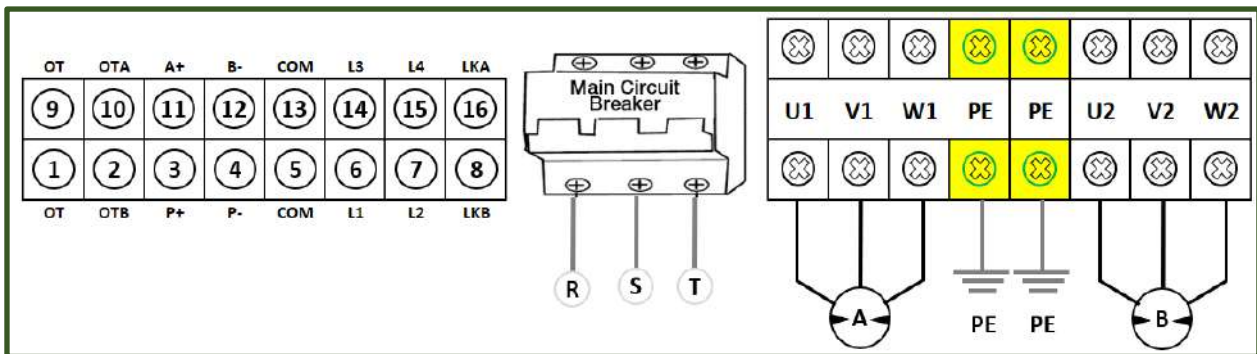 OT OTA A+ B- COM L3 L4 LKA
9 10 11 12 13 14 15 16
1 2 3 4 5 6 7 8
OT OTB P+ P- COM L1 L2 LKB
Main Circuit
Breaker
R S T
U1 V1 W1 PE PE U2 V2 W2
A PE PE B